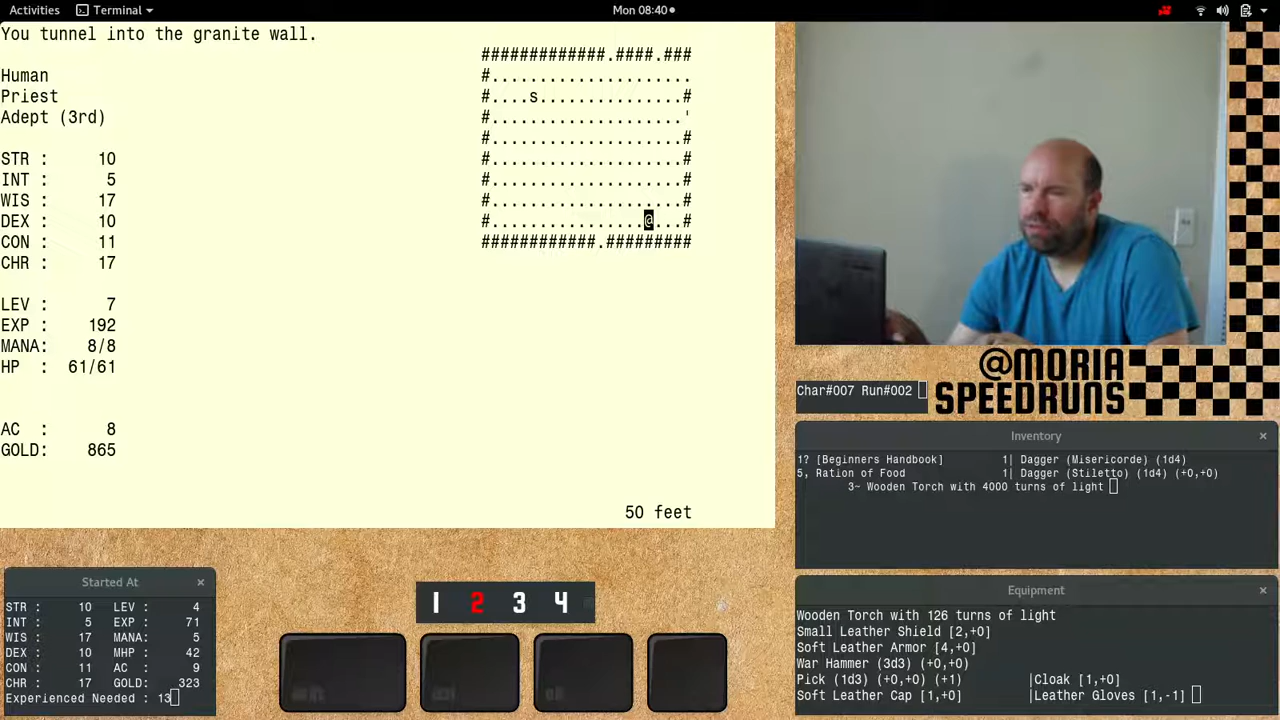 Activities Terminal Mon 08:40
You tunnel into the granite wall.
#############.####.###
#....................
Human
Priest
#....s...............#
Adept (3rd)
#....................'
#....................#
STR : 10
#....................#
INT : 5
#....................#
WIS : 17
#....................#
DEX : 10
#................@...#
CON : 11
############.#########
CHR : 17
LEV : 7
EXP : 192
MANA: 8/8
HP : 61/61
AC : 8
GOLD: 865
50 feet
Char#007 Run#002
@MORIA
SPEEDRUNS
Inventory
1? [Beginners Handbook] 1| Dagger (Misericorde) (1d4)
5, Ration of Food 1| Dagger (Stiletto) (1d4) (+0,+0)
3~ Wooden Torch with 4000 turns of light
Started At
STR : 10 LEV : 4
INT : 5 EXP : 71
WIS : 17 MANA: 5
DEX : 10 MHP : 42
CON : 11 AC : 9
CHR : 17 GOLD: 323
Experienced Needed : 13
1 2 3 4
Equipment
Wooden Torch with 126 turns of light
Small Leather Shield [2,+0]
Soft Leather Armor [4,+0]
War Hammer (3d3) (+0,+0)
Pick (1d3) (+0,+0) (+1) |Cloak [1,+0]
Soft Leather Cap [1,+0] |Leather Gloves [1,-1]